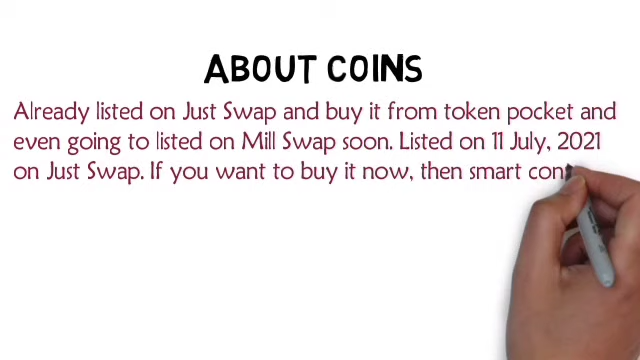 ABOUT COINS
Already listed on Just Swap and buy it from token pocket and
even going to listed on Mill Swap soon. Listed on 11 July, 2021
on Just Swap. If you want to buy it now, then smart con